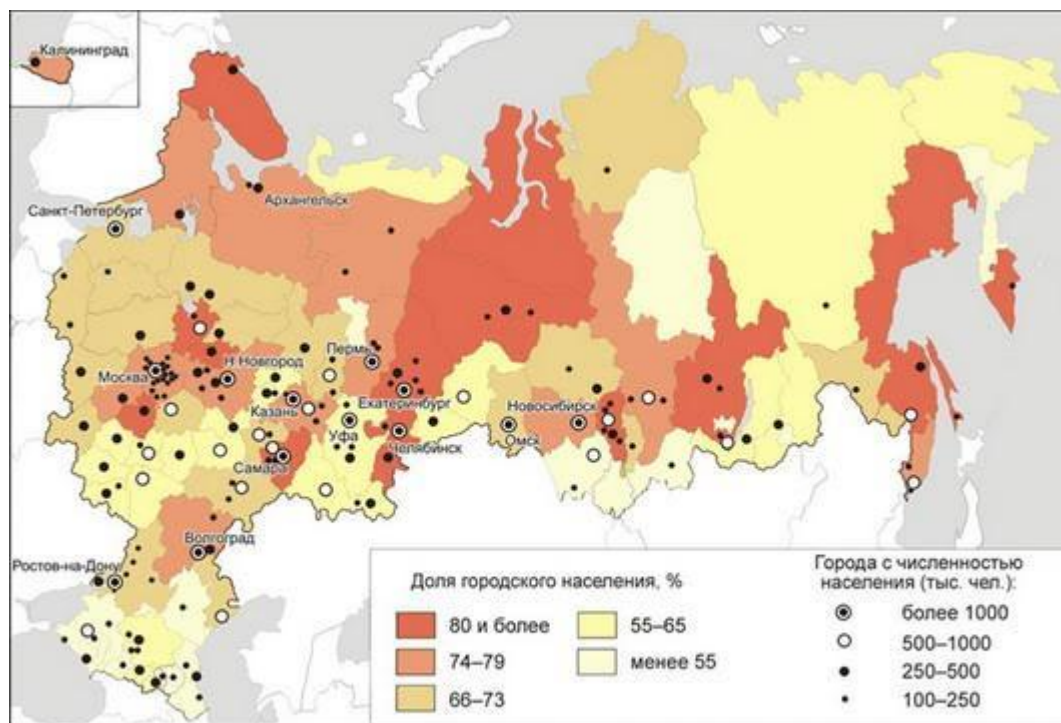 Калининград
Архангельск
Санкт-Петербург
Пермь
Н.Новгород
Москва
Екатеринбург
Казань
Новосибирск
Уфа
Омск
Челябинск
Самара
Волгоград
Ростов-на-Дону
Доля городского населения, %
80 и более
74–79
66–73
55–65
менее 55
Города с численностью
населения (тыс. чел.):
более 1000
500–1000
250–500
100–250